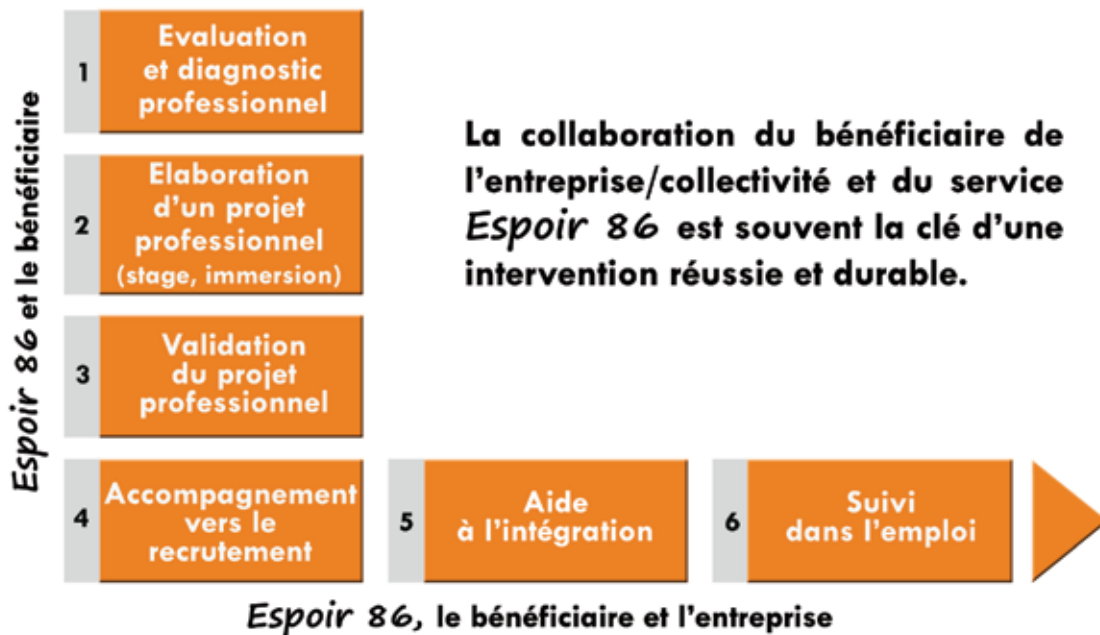 Espoir 86 et le bénéficiaire
1
Evaluation
et diagnostic
professionnel
2
Elaboration
d'un projet
professionnel
(stage, immersion)
3
Validation
du projet
professionnel
4
Accompagnement
vers le
recrutement
5
Aide
à l'intégration
6
Suivi
dans l'emploi
La collaboration du bénéficiaire de
l'entreprise/collectivité et du service
Espoir 86 est souvent la clé d'une
intervention réussie et durable.
Espoir 86, le bénéficiaire et l'entreprise